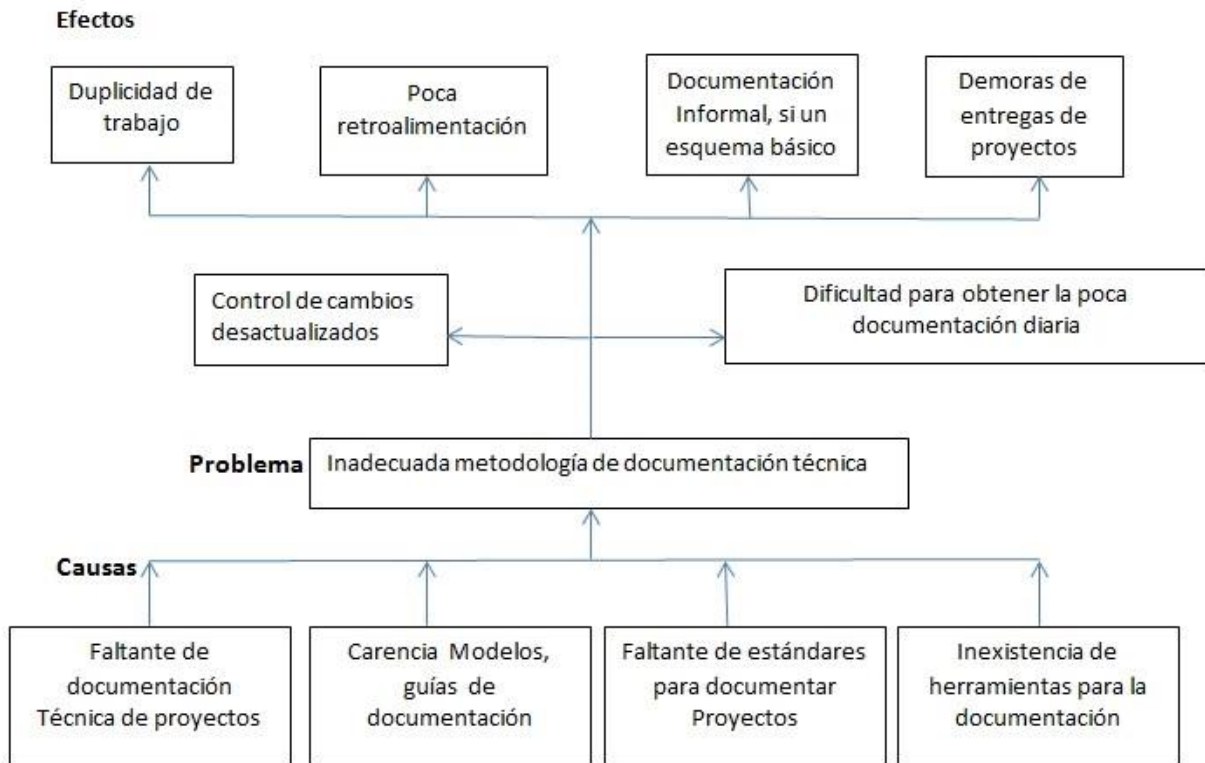 Efectos
Duplicidad de
trabajo
Poca
retroalimentación
Documentación
Informal, si un
esquema básico
Demoras de
entregas de
proyectos
Control de cambios
desactualizados
Dificultad para obtener la poca
documentación diaria
Problema
Inadecuada metodología de documentación técnica
Causas
Faltante de
documentación
Técnica de proyectos
Carencia Modelos,
guías de
documentación
Faltante de estándares
para documentar
Proyectos
Inexistencia de
herramientas para la
documentación